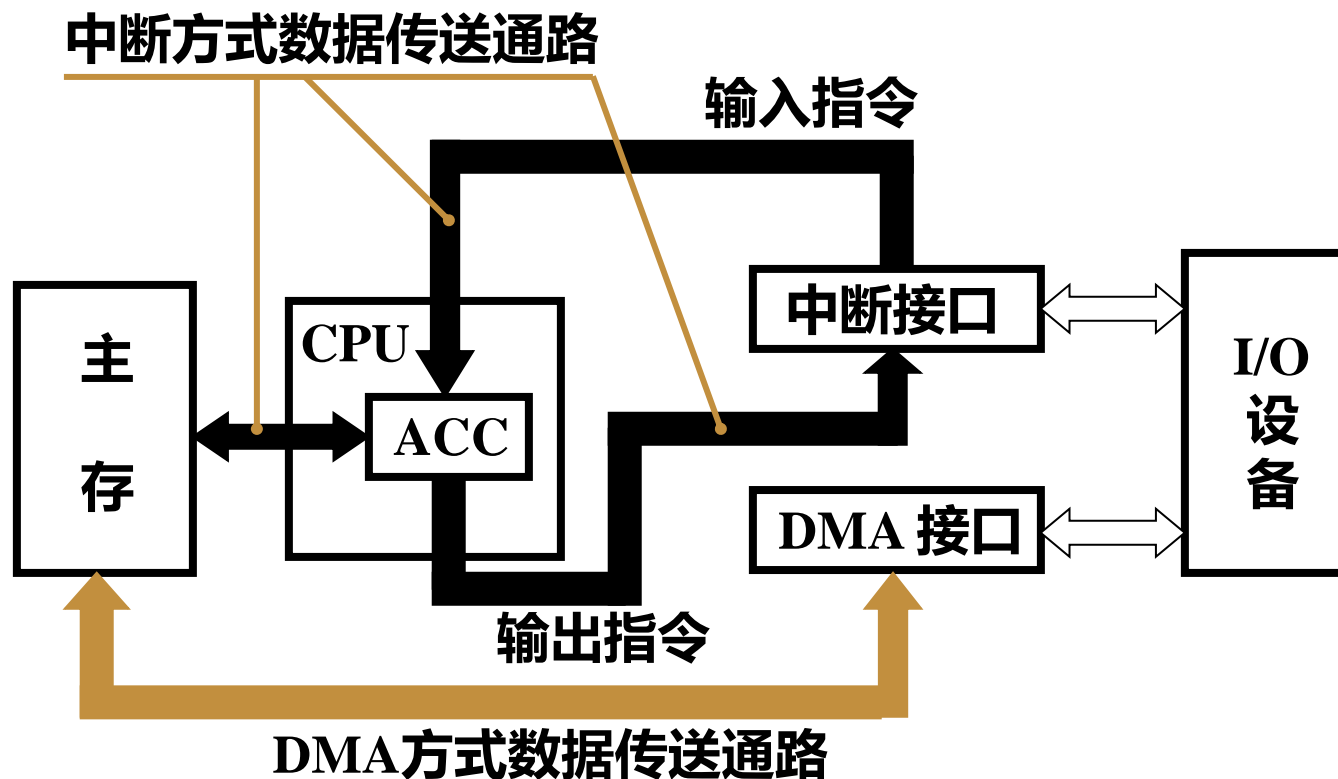 中断方式数据传送通路
输入指令
中断接口
CPU
主
存
I/O
设
备
ACC
DMA 接口
输出指令
DMA方式数据传送通路